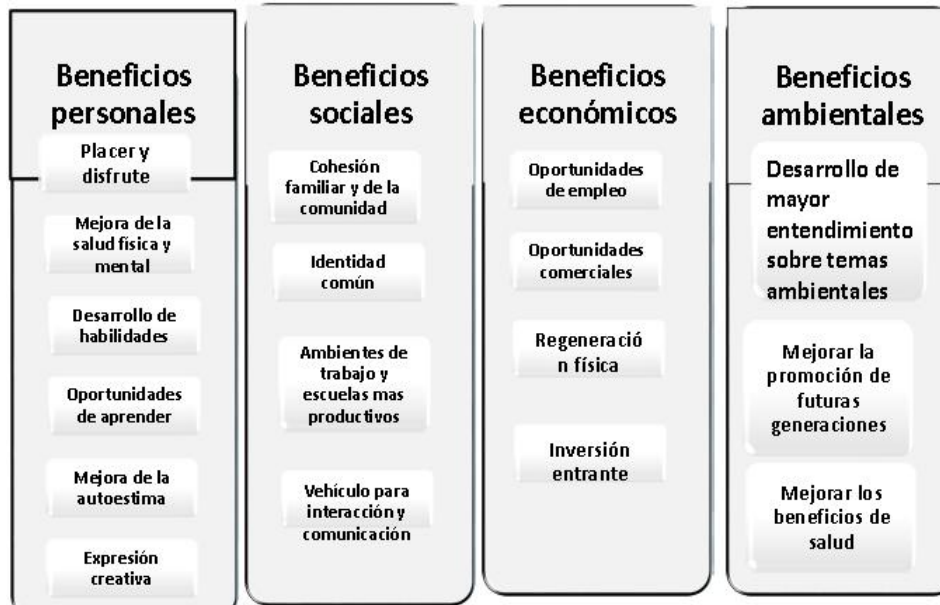 Beneficios
personales
Placer y
disfrute
Mejora de la
salud física y
mental
Desarrollo de
habilidades
Oportunidades
de aprender
Mejora de la
autoestima
Expresión
creativa
Beneficios
sociales
Cohesión
familiar y de la
comunidad
Identidad
común
Ambientes de
trabajo y
escuelas mas
productivos
Vehículo para
interacción y
comunicación
Beneficios
económicos
Oportunidades
de empleo
Oportunidades
comerciales
Regeneració
n física
Inversión
entrante
Beneficios
ambientales
Desarrollo de
mayor
entendimiento
sobre temas
ambientales
Mejorar la
promoción de
futuras
generaciones
Mejorar los
beneficios de
salud